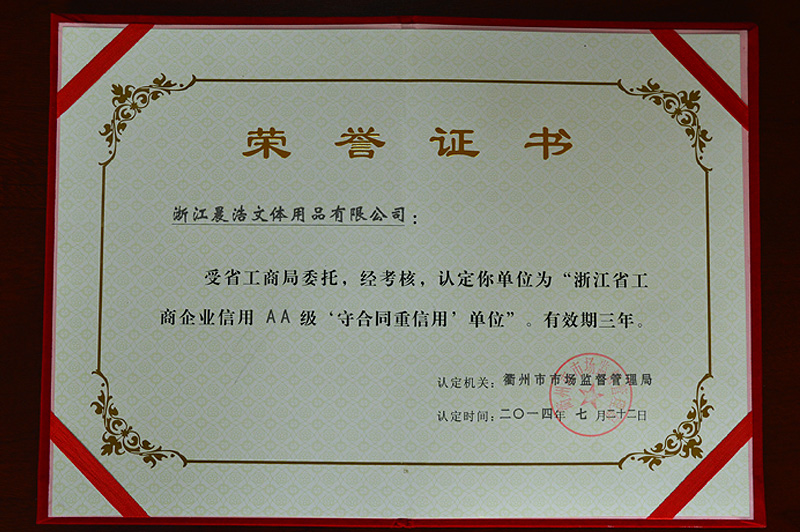 荣誉证书
浙江晨浩文体用品有限公司：
受省工商局委托，经考核，认定你单位为“浙江省工
商企业信用 AA 级‘守合同重信用’单位”。有效期三年。
认定机关：衢州市市场监督管理局
认定时间：二〇一四年 七 月二十二日